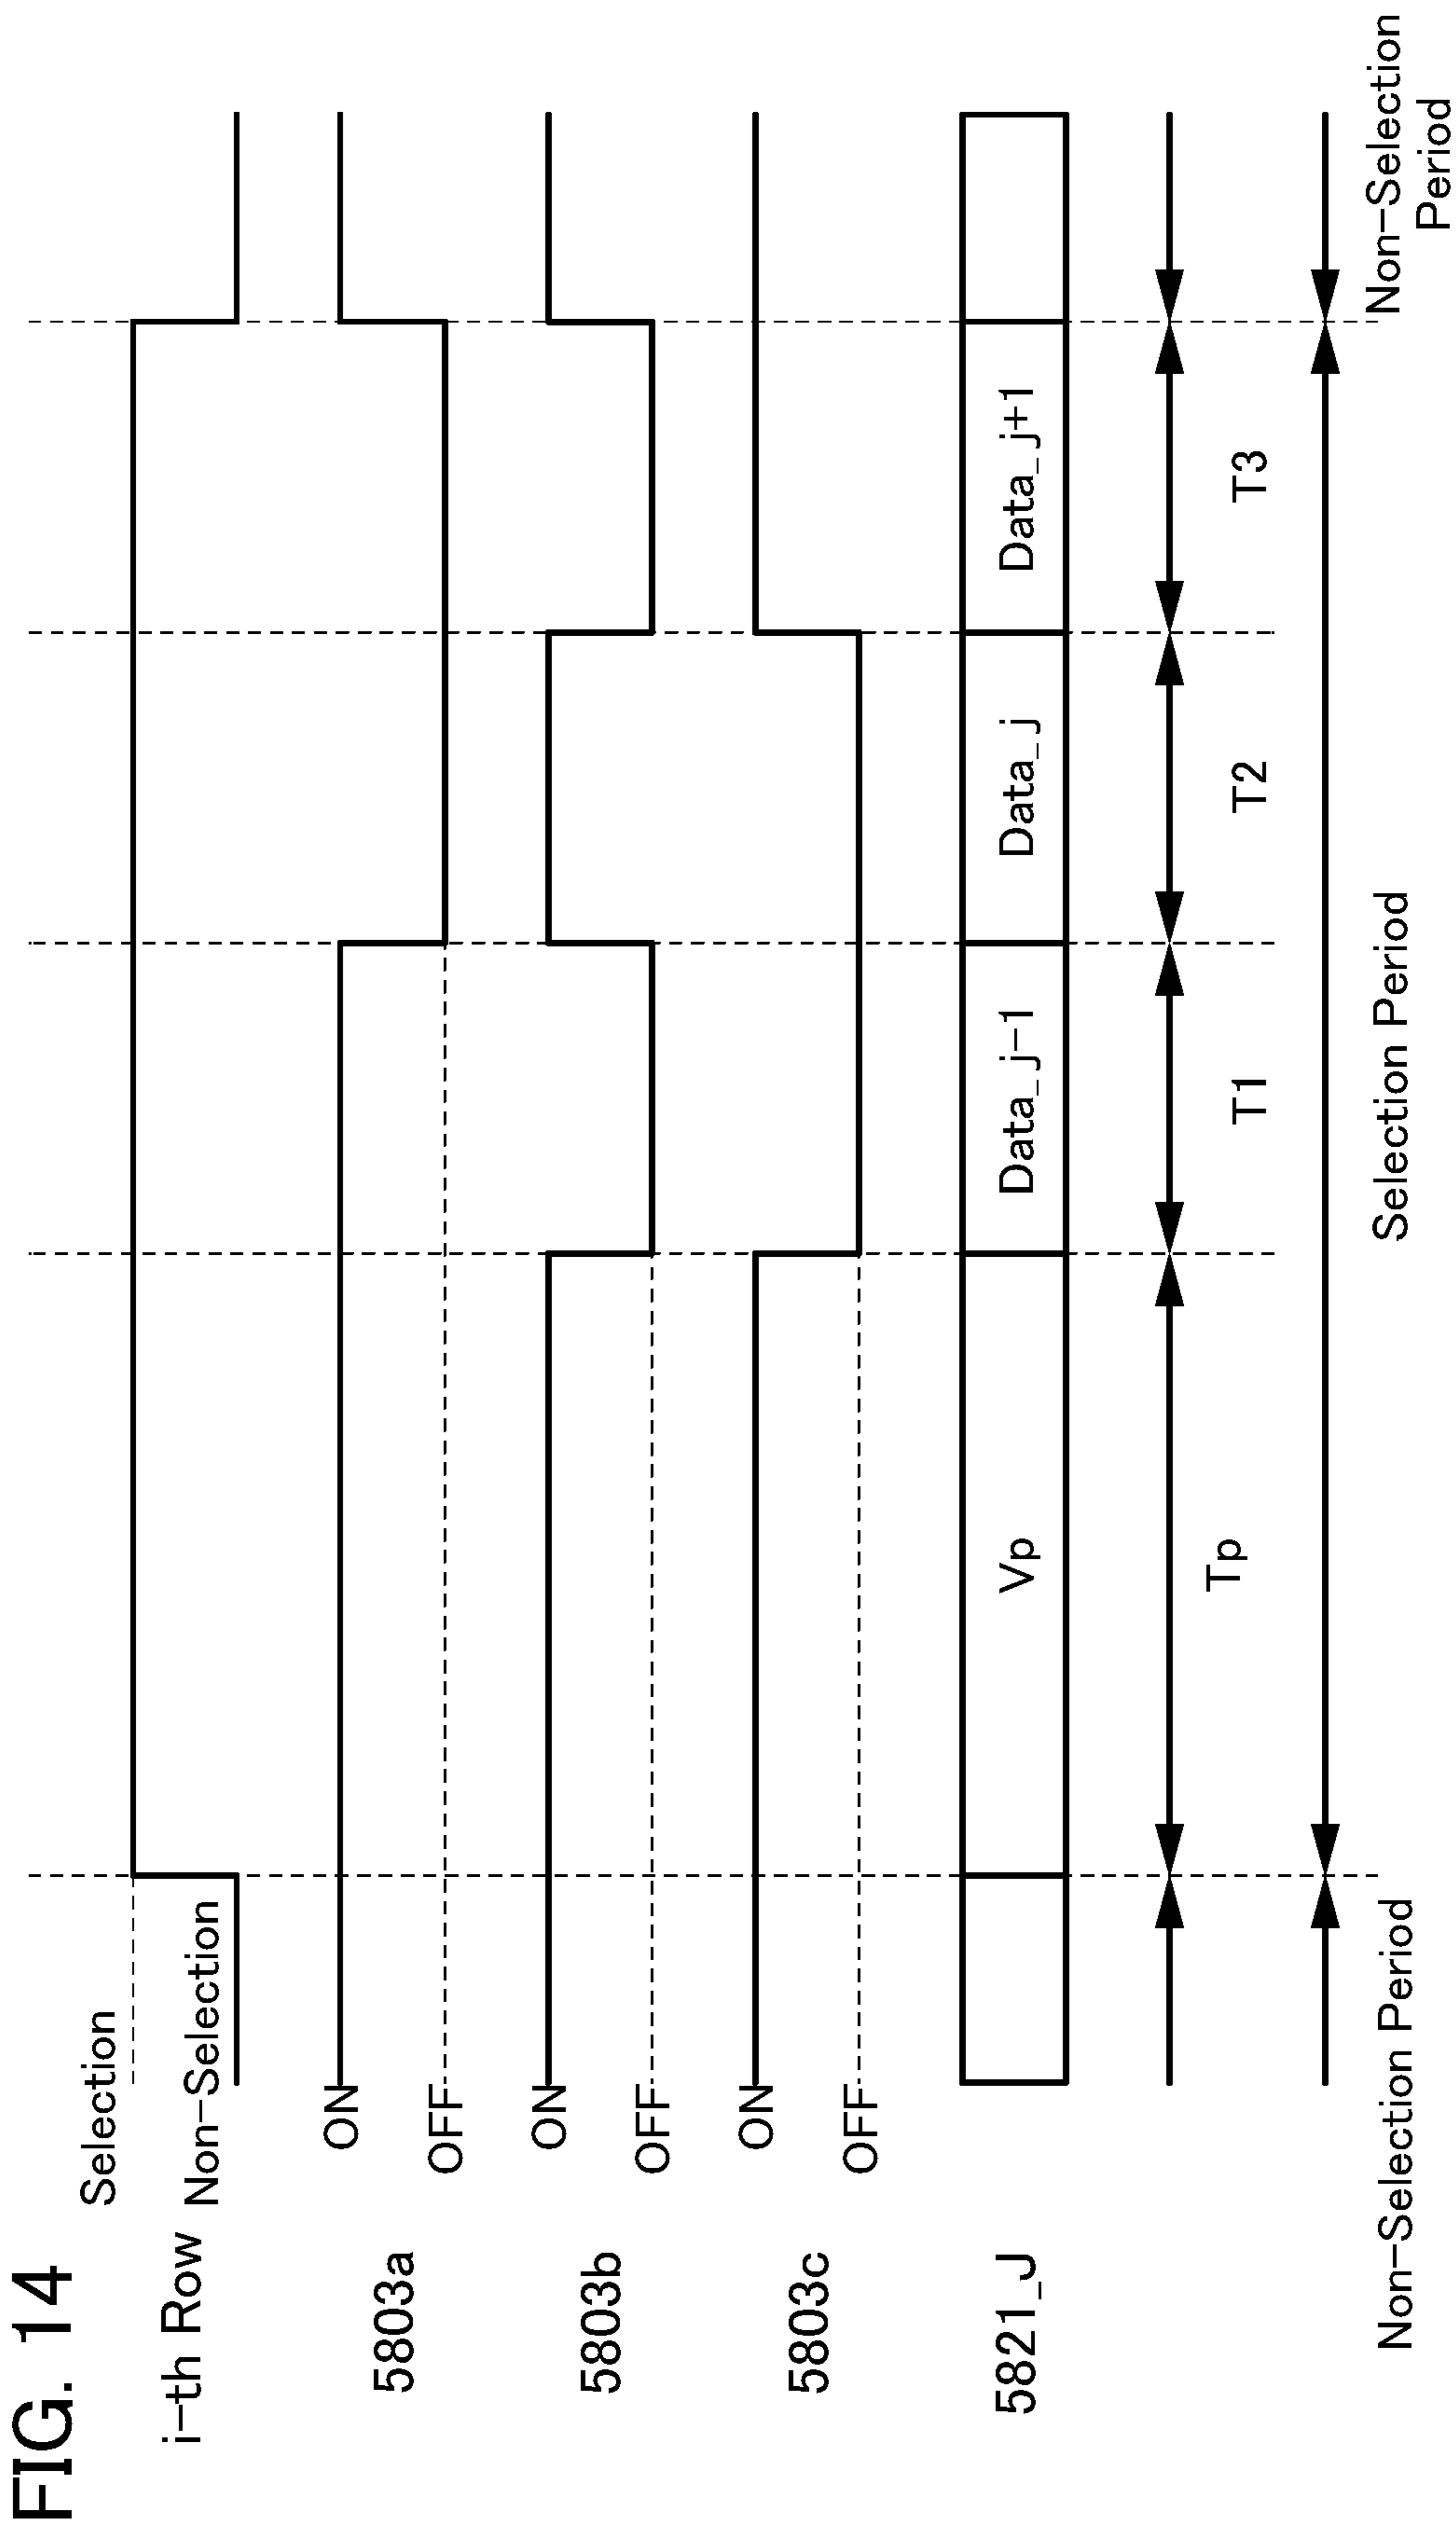 FIG. 14
Selection
i-th Row Non-Selection
ON
5803a
OFF
ON
5803b
OFF
ON
5803c
OFF
5821_J
Vp
Data_j-1
Data_j
Data_j+1
Tp
T1
T2
T3
Non-Selection Period
Selection Period
Non-Selection
Period